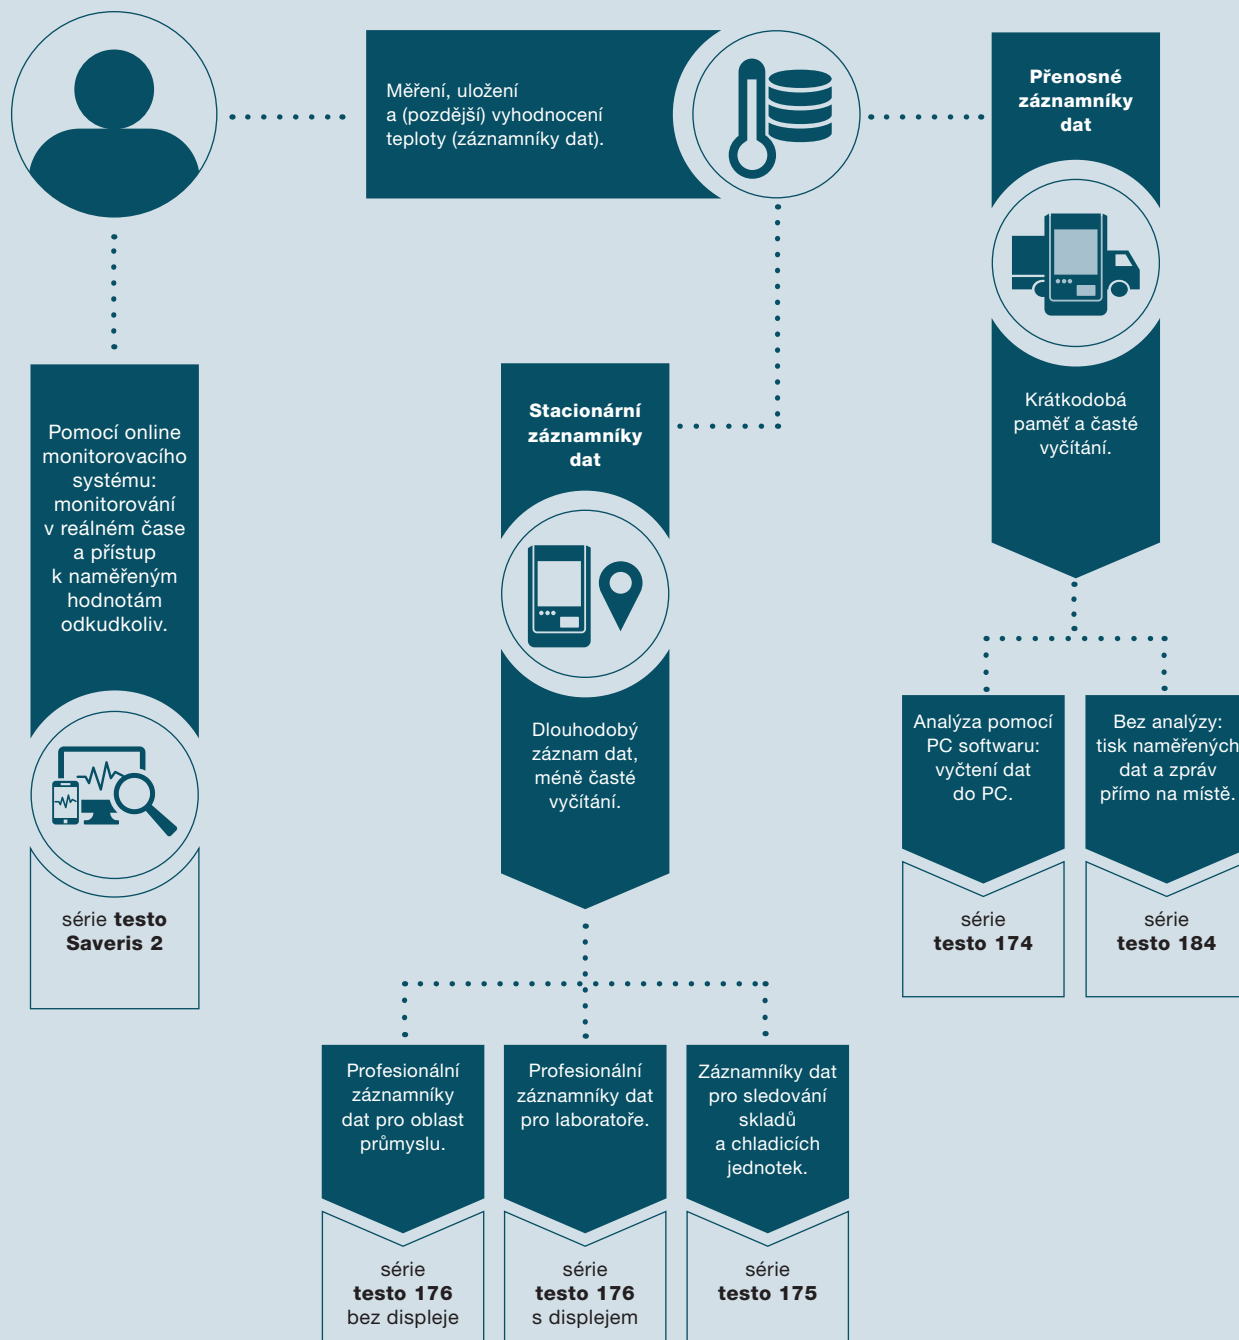 Měření, uložení
a (pozdější) vyhodnocení
teploty (záznamníky dat).
Přenosné
záznamníky
dat
Krátkodobá
paměť a časté
vyčítání.
Pomocí online
monitorovacího
systému:
monitorování
v reálném čase
a přístup
k naměřeným
hodnotám
odkudkoliv.
série testo
Saveris 2
Stacionární
záznamníky
dat
Dlouhodobý
záznam dat,
méně časté
vyčítání.
Analýza pomocí
PC softwaru:
vyčtení dat
do PC.
série
testo 174
Bez analýzy:
tisk naměřených
dat a zpráv
přímo na místě.
série
testo 184
Profesionální
záznamníky
dat pro oblast
průmyslu.
série
testo 176
bez displeje
Profesionální
záznamníky dat
pro laboratoře.
série
testo 176
s displejem
Záznamníky dat
pro sledování
skladů
a chladicích
jednotek.
série
testo 175